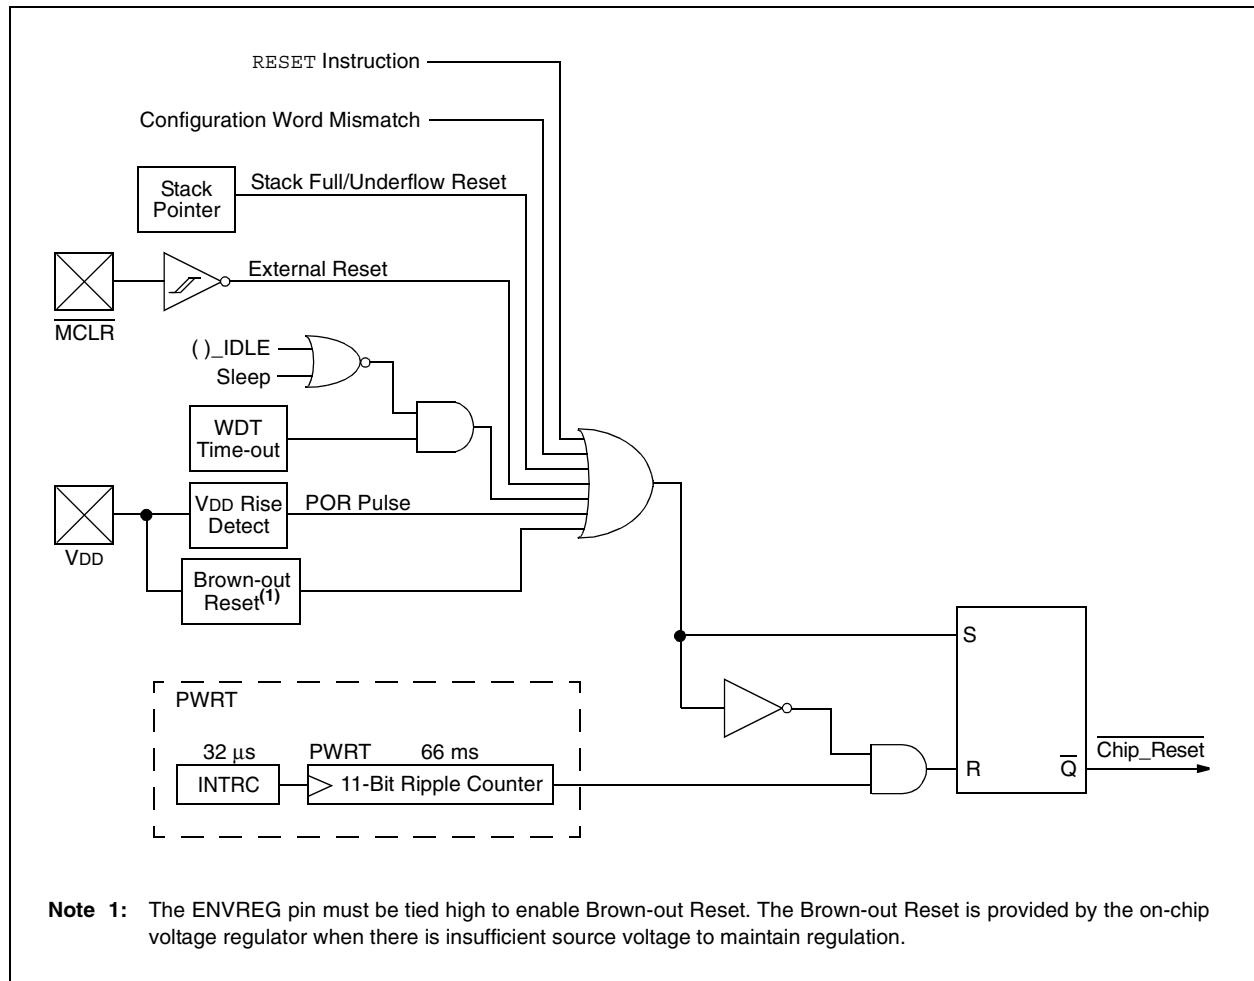 RESET Instruction
Configuration Word Mismatch
Stack
Pointer
Stack Full/Underflow Reset
External Reset
MCLR
( )_IDLE
Sleep
WDT
Time-out
VDD
VDD Rise
Detect
POR Pulse
Brown-out
Reset(1)
S
PWRT
32 μs
PWRT
66 ms
INTRC
11-Bit Ripple Counter
R
Q
Chip_Reset
Note 1: The ENVREG pin must be tied high to enable Brown-out Reset. The Brown-out Reset is provided by the on-chip
voltage regulator when there is insufficient source voltage to maintain regulation.